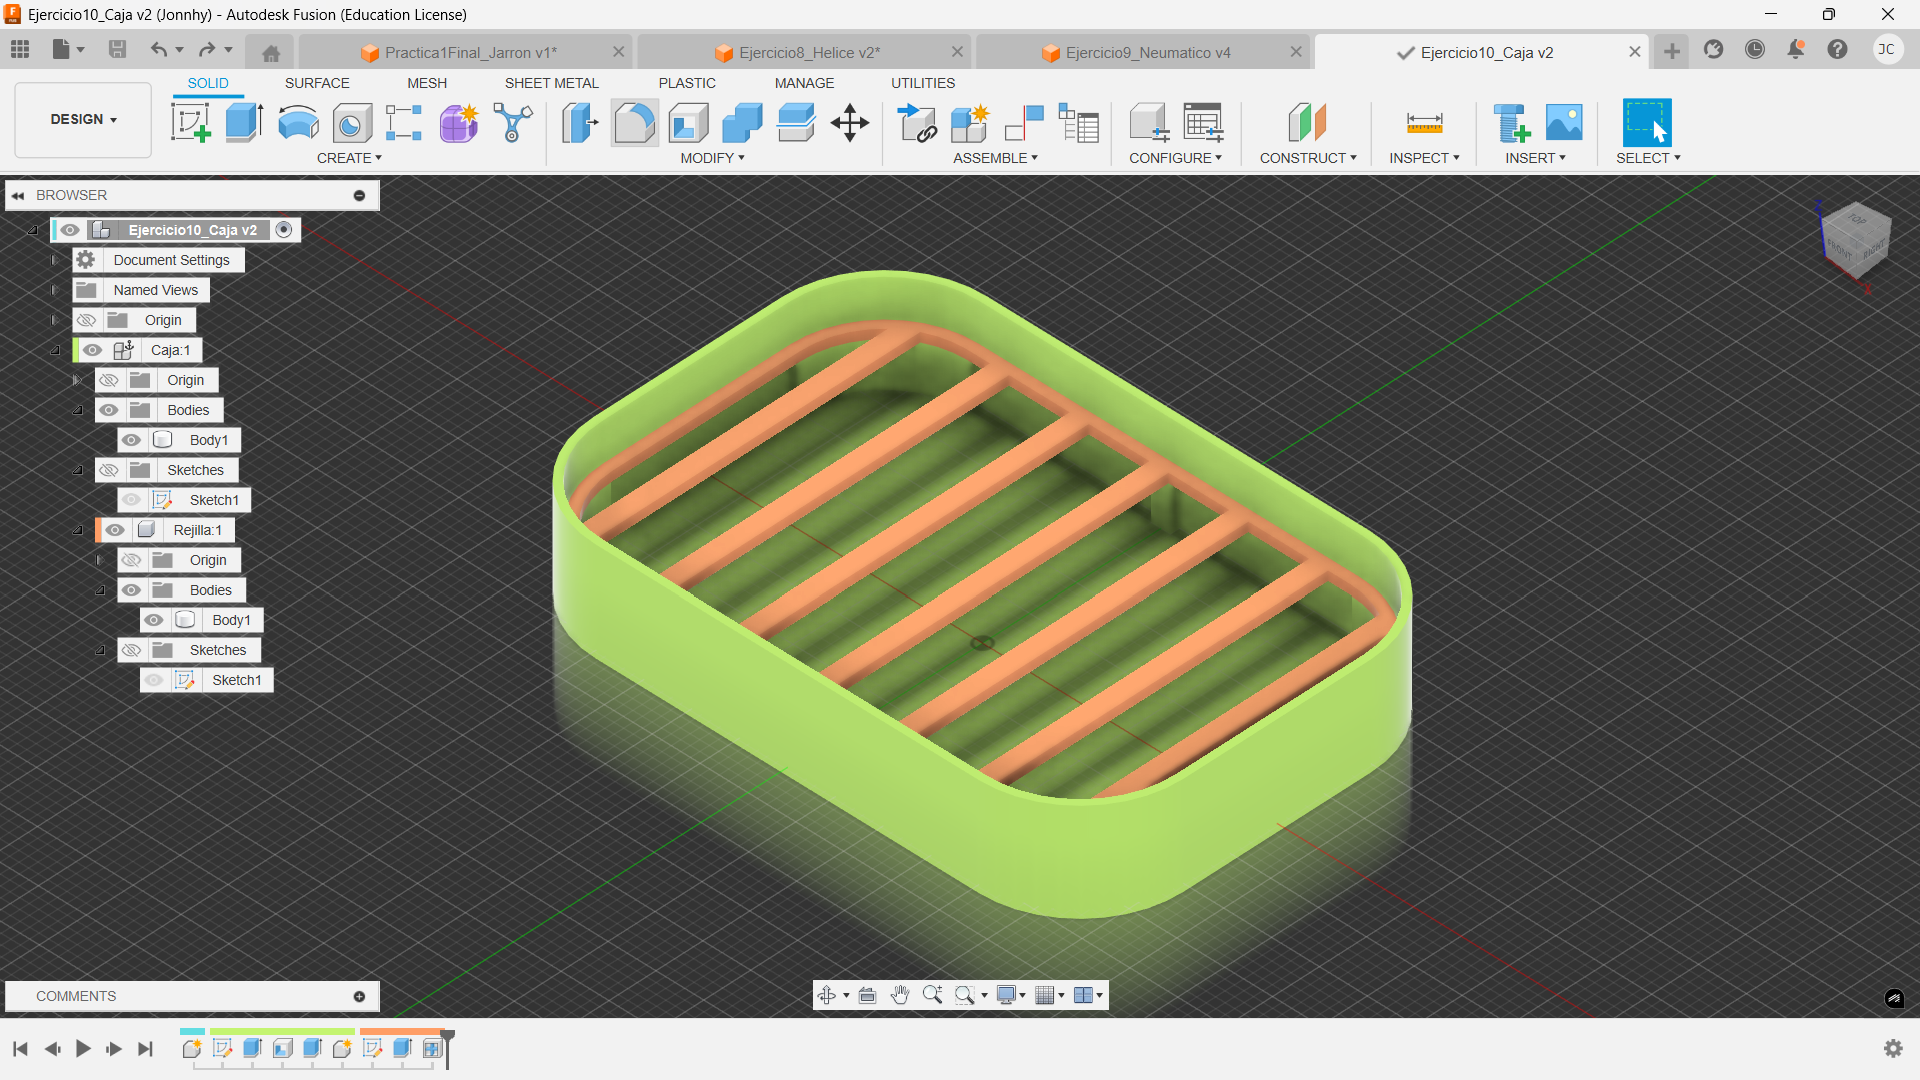 Ejercicio10_Caja v2 (Jonnhy) - Autodesk Fusion (Education License)
Practica1Final_Jarron v1*
Ejercicio8_Helice v2*
Ejercicio9_Neumatico v4
Ejercicio10_Caja v2
JC
SOLID
SURFACE
MESH
SHEET METAL
PLASTIC
MANAGE
UTILITIES
DESIGN
CREATE
MODIFY
ASSEMBLE
CONFIGURE
CONSTRUCT
INSPECT
INSERT
SELECT
BROWSER
Ejercicio10_Caja v2
Document Settings
Named Views
Origin
Caja:1
Origin
Bodies
Body1
Sketches
Sketch1
Rejilla:1
Origin
Bodies
Body1
Sketches
Sketch1
Z
TOP
FRONT
RIGHT
X
COMMENTS